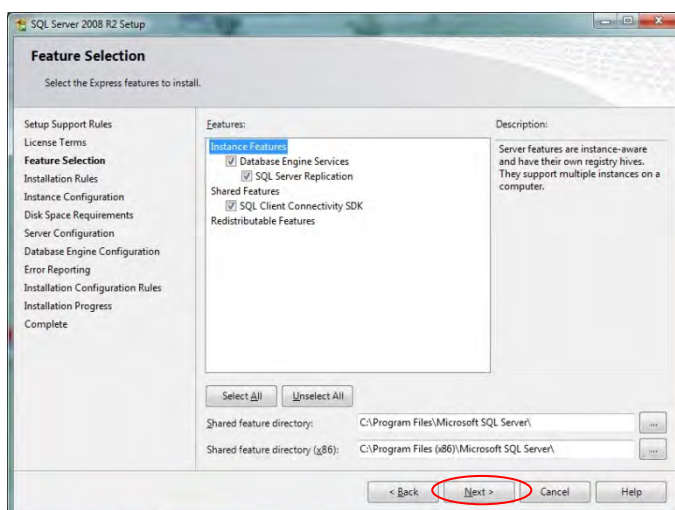 SQL Server 2008 R2 Setup
Feature Selection
Select the Express features to install.
Setup Support Rules
License Terms
Feature Selection
Installation Rules
Instance Configuration
Disk Space Requirements
Server Configuration
Database Engine Configuration
Error Reporting
Installation Configuration Rules
Installation Progress
Complete
Features:
Instance Features
Database Engine Services
SQL Server Replication
Shared Features
SQL Client Connectivity SDK
Redistributable Features
Description:
Server features are instance-aware
and have their own registry hives.
They support multiple instances on a
computer.
Select All Unselect All
Shared feature directory: C:\Program Files\Microsoft SQL Server\ ...
Shared feature directory (x86): C:\Program Files (x86)\Microsoft SQL Server\ ...
< Back Next > Cancel Help